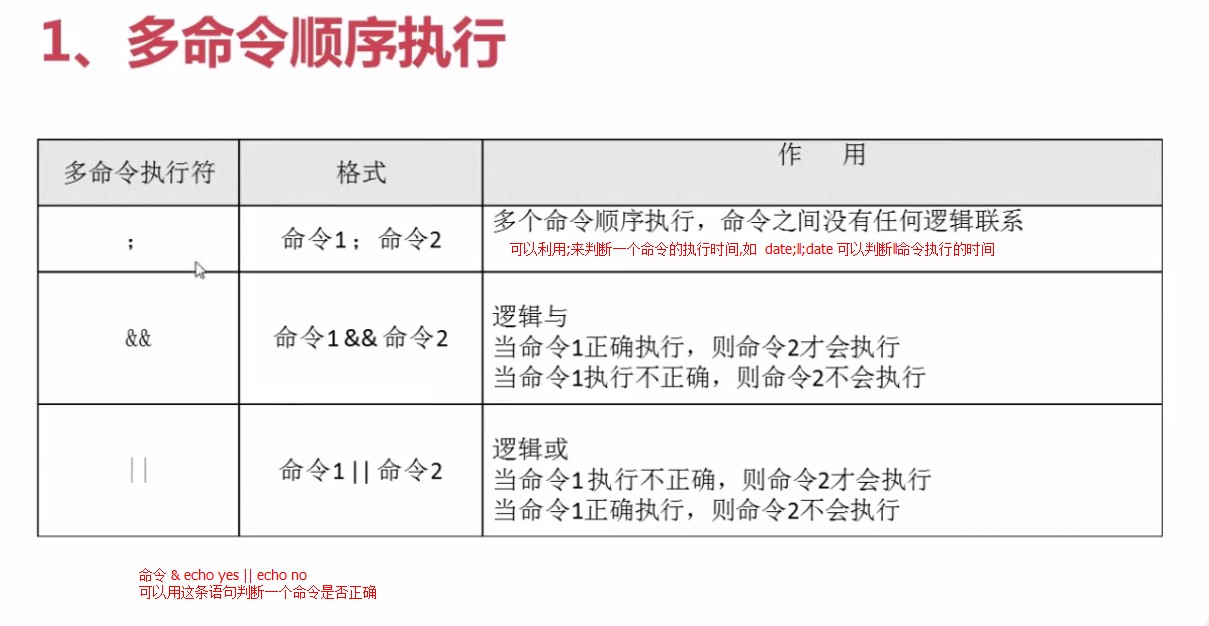 1、多命令顺序执行
多命令执行符
格式
作 用
;
命令1；命令2
多个命令顺序执行，命令之间没有任何逻辑联系
可以利用;来判断一个命令的执行时间,如 date;ll;date 可以判断ll命令执行的时间
&&
命令1&&命令2
逻辑与
当命令1正确执行，则命令2才会执行
当命令1执行不正确，则命令2不会执行
||
命令1||命令2
逻辑或
当命令1执行不正确，则命令2才会执行
当命令1正确执行，则命令2不会执行
命令 & echo yes || echo no
可以用这条语句判断一个命令是否正确